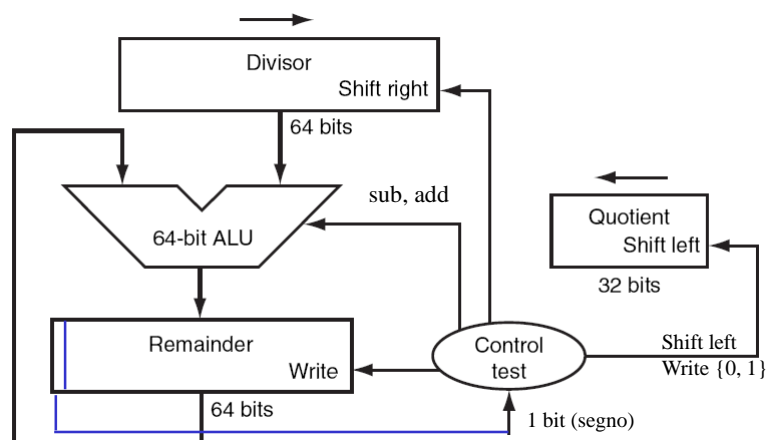 Divisor
Shift right
64 bits
sub, add
64-bit ALU
Quotient
Shift left
32 bits
Remainder
Write
Control
test
Shift left
Write {0, 1}
64 bits
1 bit (segno)